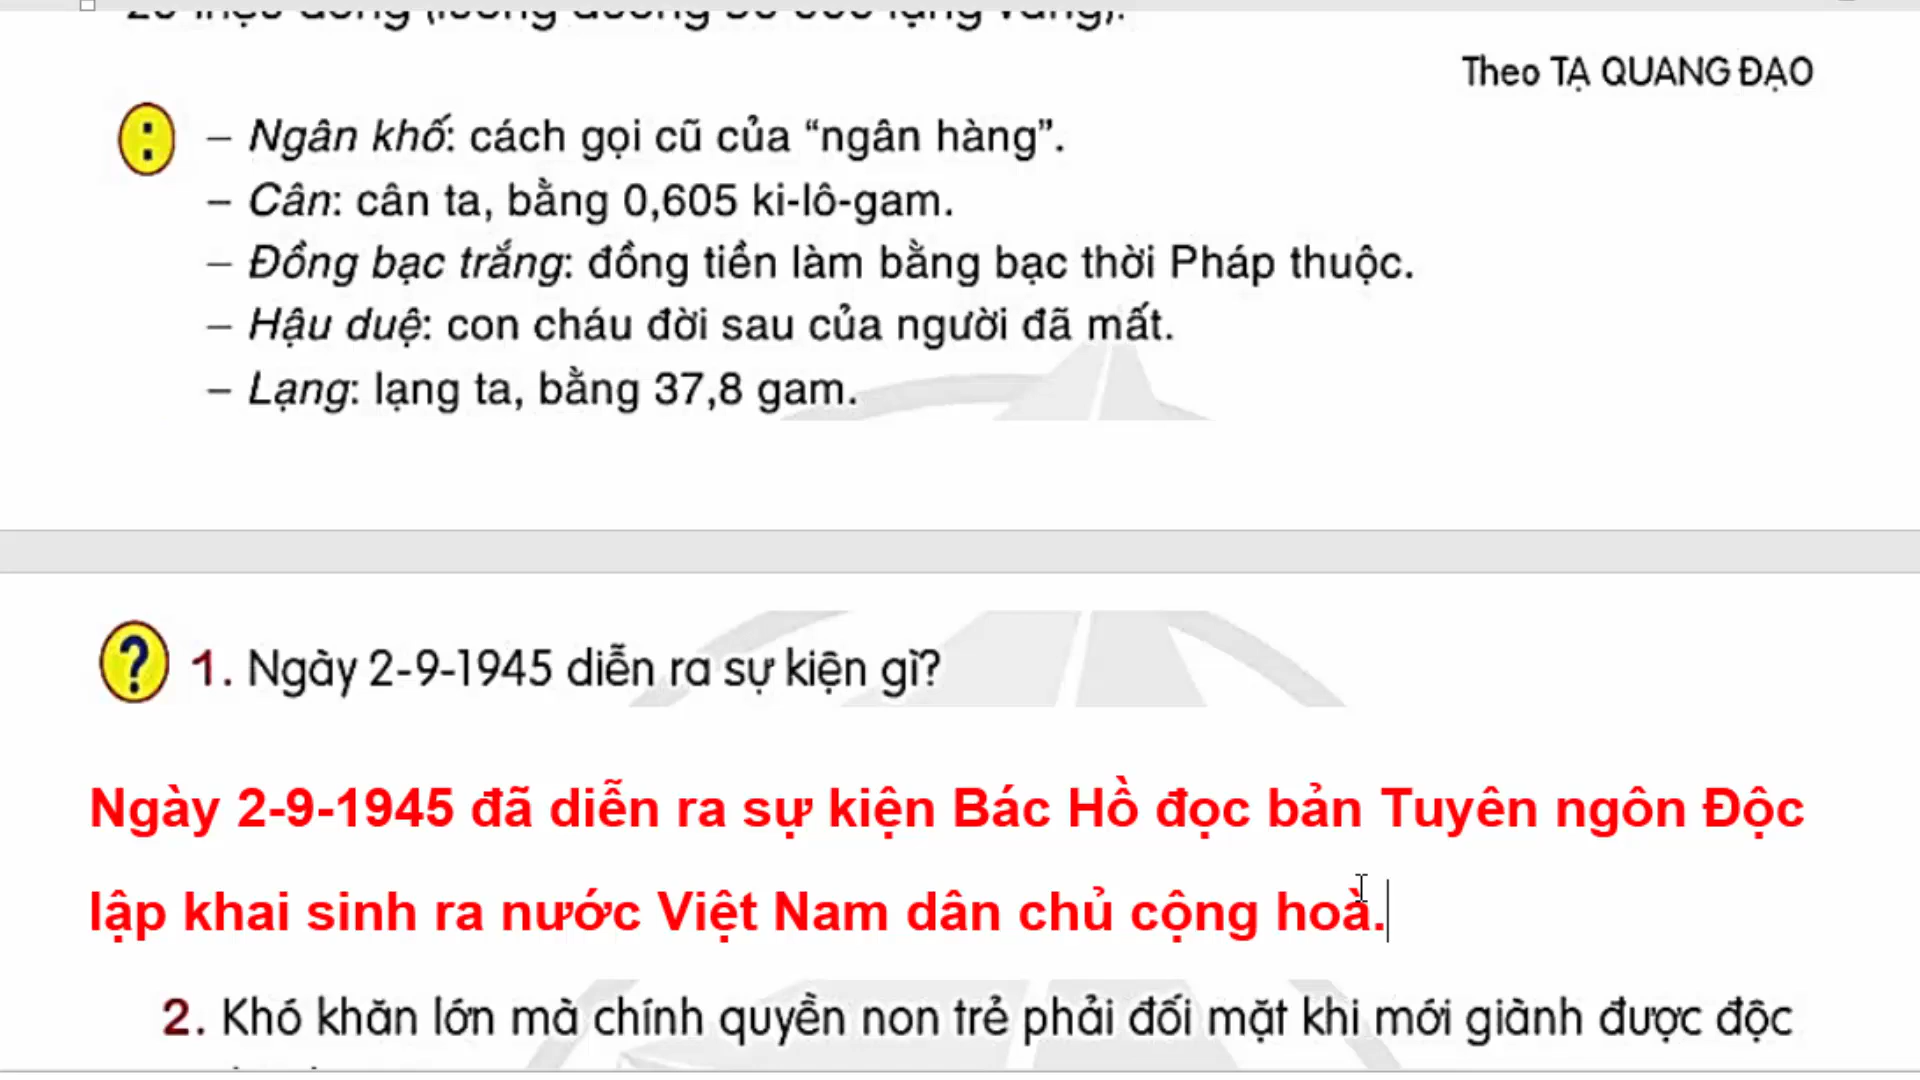 Theo TẠ QUANG ĐẠO
– Ngân khố: cách gọi cũ của “ngân hàng”.
– Cân: cân ta, bằng 0,605 ki-lô-gam.
– Đồng bạc trắng: đồng tiền làm bằng bạc thời Pháp thuộc.
– Hậu duệ: con cháu đời sau của người đã mất.
– Lạng: lạng ta, bằng 37,8 gam.
? 1. Ngày 2-9-1945 diễn ra sự kiện gì?
Ngày 2-9-1945 đã diễn ra sự kiện Bác Hồ đọc bản Tuyên ngôn Độc
lập khai sinh ra nước Việt Nam dân chủ cộng hoà.
2. Khó khăn lớn mà chính quyền non trẻ phải đối mặt khi mới giành được độc